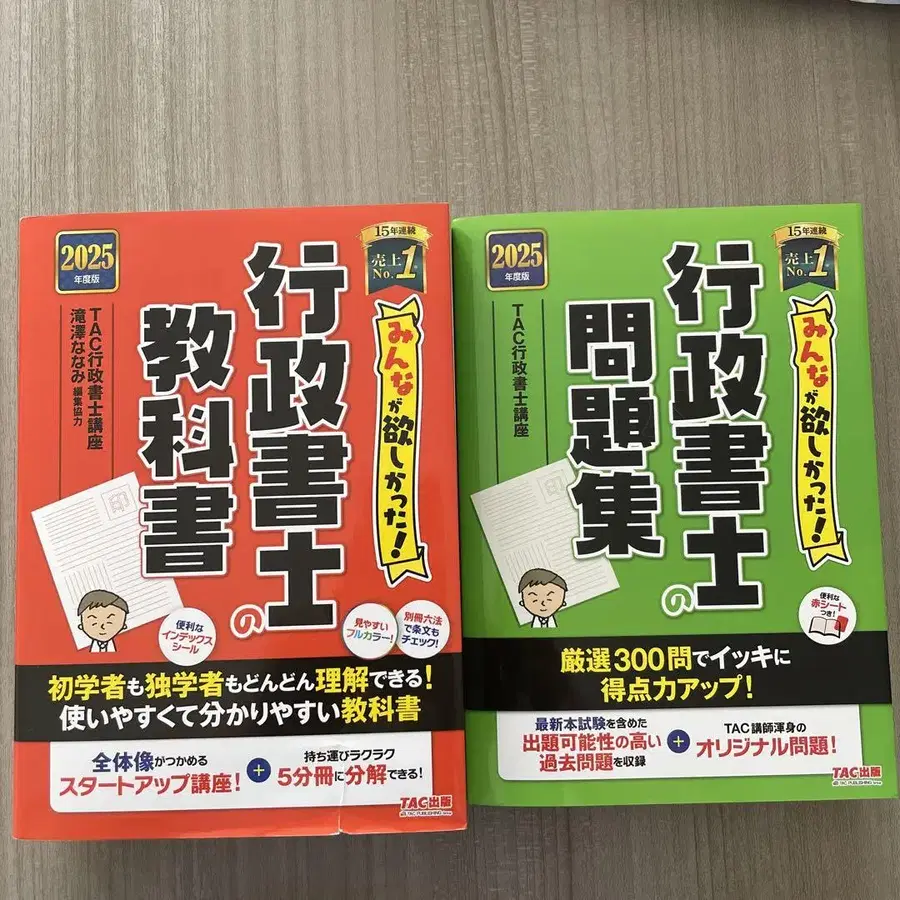 2025
年度版
15年連続
売上
No.1
みんなが欲しかった!
行政書士の
教科書
TAC行政書士講座
滝澤ななみ 編集協力
便利な
インデックス
シール
見やすい
フルカラー!
別冊六法
で条文も
チェック!
初学者も独学者もどんどん理解できる!
使いやすくて分かりやすい教科書
全体像がつかめる
スタートアップ講座!
+
持ち運びラクラク
5分冊に分解できる!
TAC出版
TAC PUBLISHING Group
2025
年度版
15年連続
売上
No.1
みんなが欲しかった!
行政書士の
問題集
TAC行政書士講座
便利な
赤シート
つき!
厳選300問でイッキに
得点力アップ!
最新本試験を含めた
出題可能性の高い
過去問題を収録
+
TAC講師渾身の
オリジナル問題!
TAC出版
TAC PUBLISHING Group